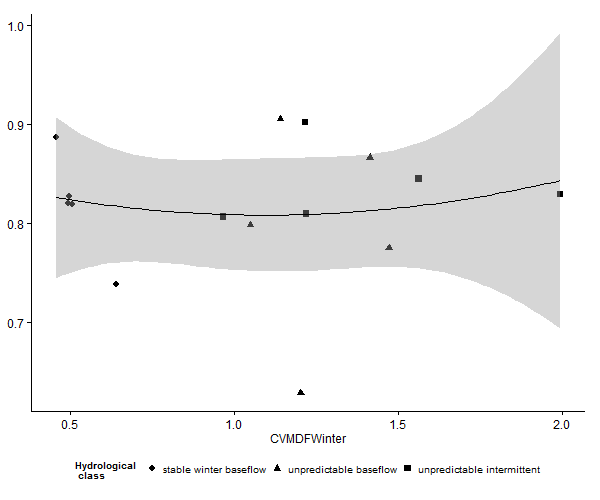 1.0
0.9
0.8
0.7
0.5 1.0 1.5 2.0
CVMDFWinter
Hydrological
class
stable winter baseflow unpredictable baseflow unpredictable intermittent